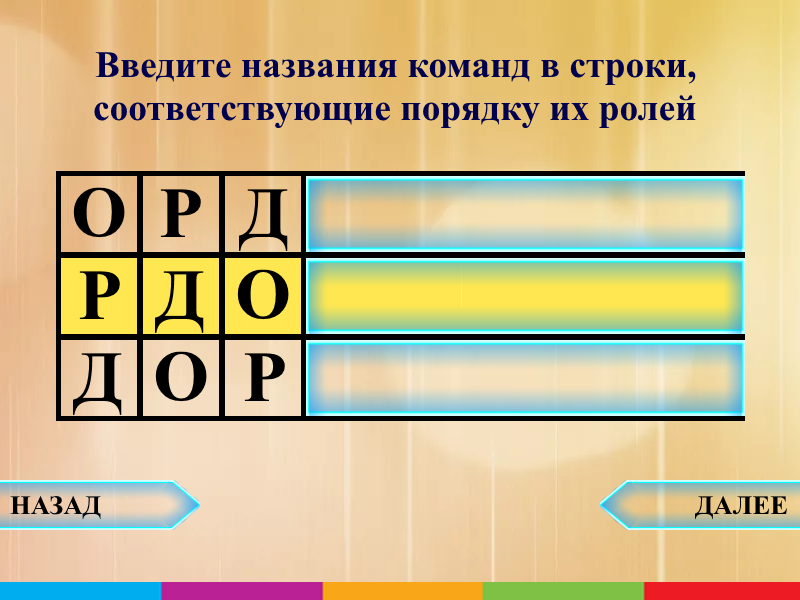 Введите названия команд в строки,
соответствующие порядку их ролей
О Р Д
Р Д О
Д О Р
НАЗАД
ДАЛЕЕ